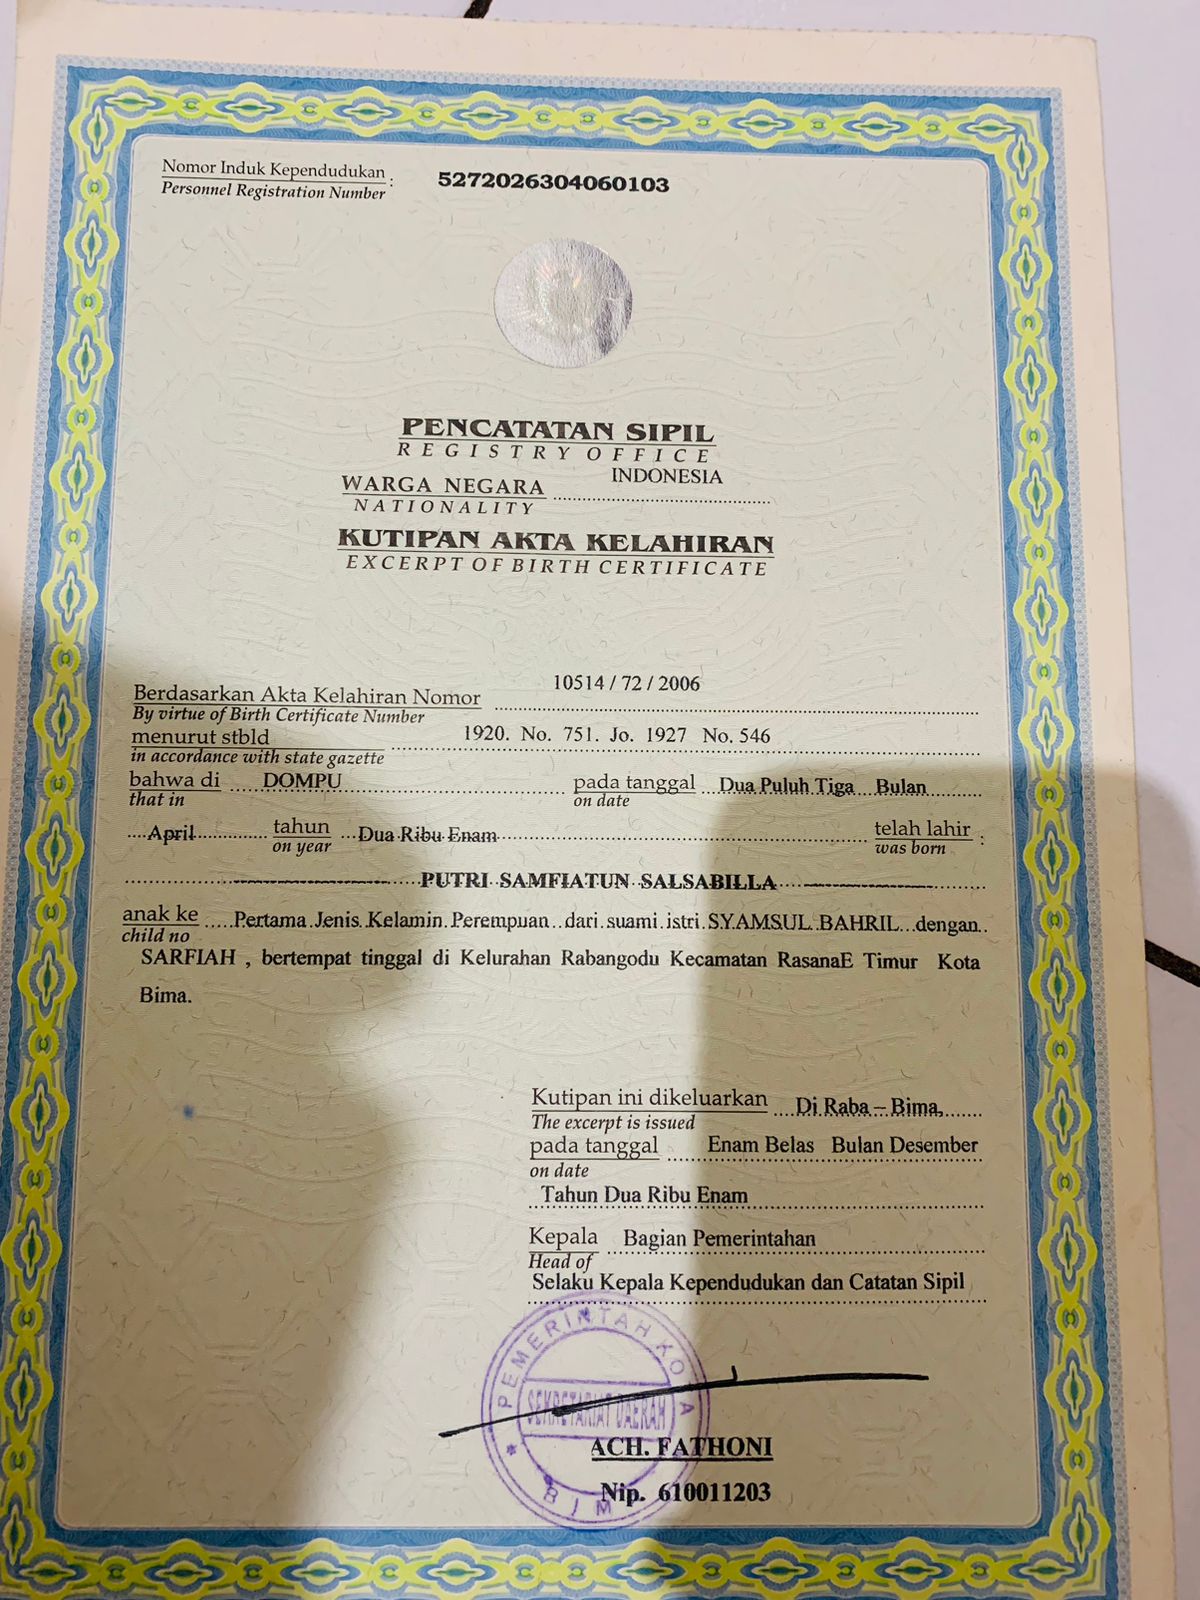 Nomor Induk Kependudukan : 5272026304060103
Personnel Registration Number
PENCATATAN SIPIL
REGISTRY OFFICE
WARGA NEGARA INDONESIA
NATIONALITY
KUTIPAN AKTA KELAHIRAN
EXCERPT OF BIRTH CERTIFICATE
Berdasarkan Akta Kelahiran Nomor 10514 / 72 / 2006
By virtue of Birth Certificate Number
menurut stbld 1920. No. 751. Jo. 1927 No. 546
in accordance with state gazette
bahwa di DOMPU pada tanggal Dua Puluh Tiga Bulan
that in on date
April tahun Dua Ribu Enam telah lahir :
on year was born
PUTRI SAMFIATUN SALSABILLA
anak ke Pertama Jenis Kelamin Perempuan dari suami istri SYAMSUL BAHRIL dengan
child no
SARFIAH , bertempat tinggal di Kelurahan Rabangodu Kecamatan RasanaE Timur Kota
Bima.
Kutipan ini dikeluarkan Di Raba – Bima,
The excerpt is issued
pada tanggal Enam Belas Bulan Desember
on date
Tahun Dua Ribu Enam
Kepala Bagian Pemerintahan
Head of
Selaku Kepala Kependudukan dan Catatan Sipil
PEMERINTAH KOTA
SEKRETARIAT DAERAH
BIMA
ACH. FATHONI
Nip. 610011203